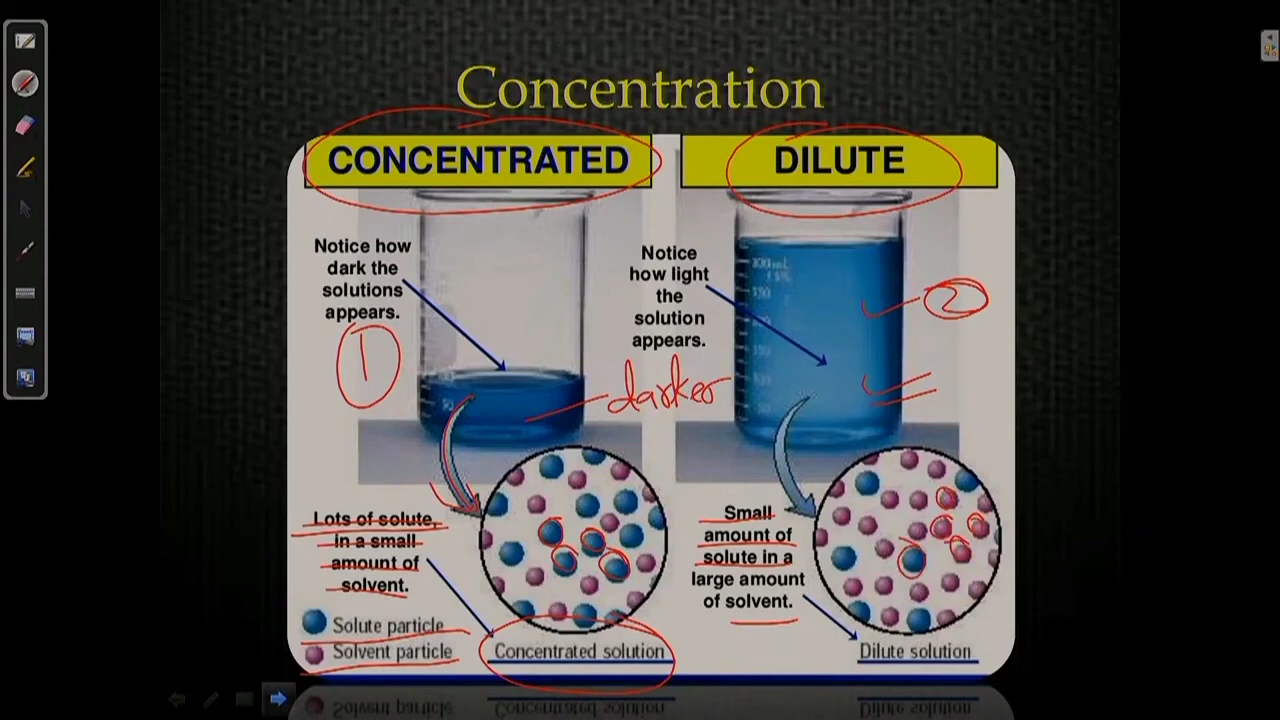 Concentration
CONCENTRATED
DILUTE
Notice how
dark the
solutions
appears.
1
darker
Notice
how light
the
solution
appears.
2
Lots of solute
in a small
amount of
solvent.
Solute particle
Solvent particle
Concentrated solution
Small
amount of
solute in a
large amount
of solvent.
Dilute solution